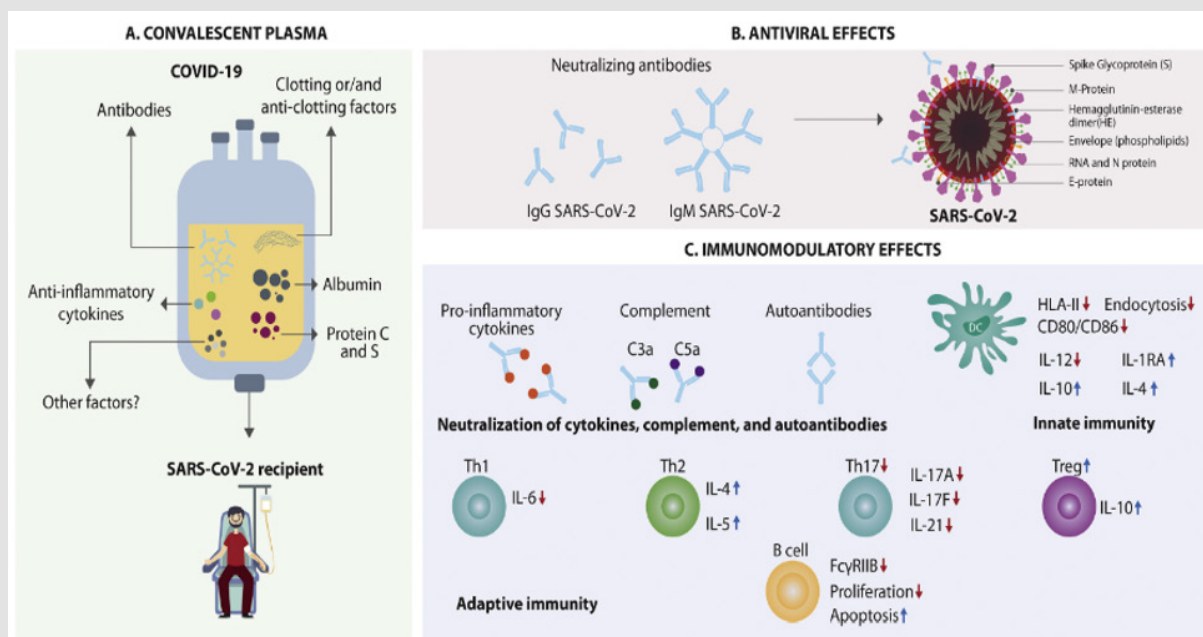 A. CONVALESCENT PLASMA
COVID-19
Antibodies
Clotting or/and
anti-clotting factors
Anti-inflammatory
cytokines
Albumin
Protein C
and S
Other factors?
SARS-CoV-2 recipient
B. ANTIVIRAL EFFECTS
Neutralizing antibodies
IgG SARS-CoV-2
IgM SARS-CoV-2
Spike Glycoprotein (S)
M-Protein
Hemagglutinin-esterase
dimer(HE)
Envelope (phospholipids)
RNA and N protein
E-protein
SARS-CoV-2
C. IMMUNOMODULATORY EFFECTS
Pro-inflammatory
cytokines
Complement
C3a C5a
Autoantibodies
DC
HLA-II↓ Endocytosis↓
CD80/CD86↓
IL-12↓ IL-1RA↑
IL-10↑ IL-4↑
Neutralization of cytokines, complement, and autoantibodies
Innate immunity
Th1
IL-6↓
Th2
IL-4↑
IL-5↑
Th17↓
IL-17A↓
IL-17F↓
IL-21↓
Treg↑
IL-10↑
B cell
FcγRIIB↓
Proliferation↓
Apoptosis↑
Adaptive immunity